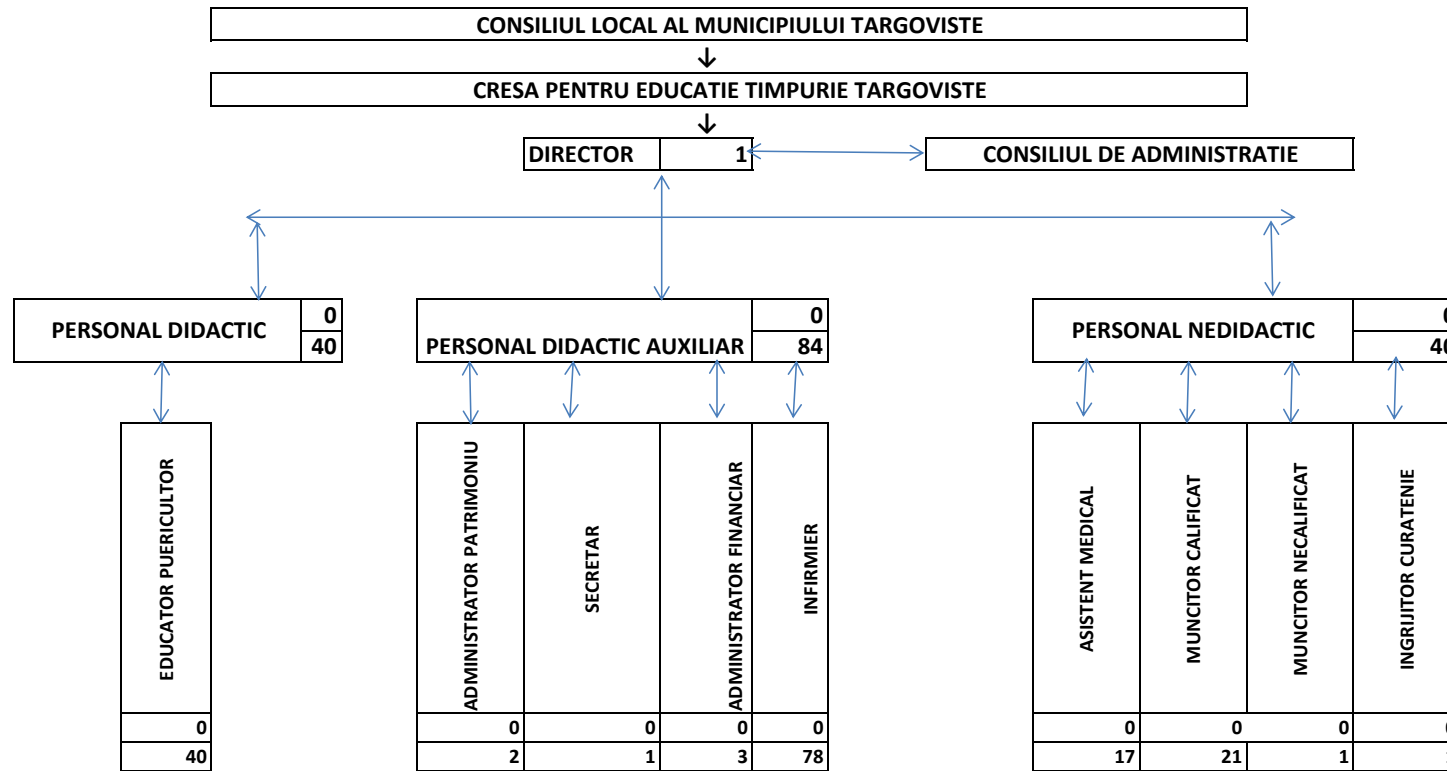 CONSILIUL LOCAL AL MUNICIPIULUI TARGOVISTE
CRESA PENTRU EDUCATIE TIMPURIE TARGOVISTE
DIRECTOR 1 CONSILIUL DE ADMINISTRATIE
PERSONAL DIDACTIC 0 40
PERSONAL DIDACTIC AUXILIAR 0 84
PERSONAL NEDIDACTIC
EDUCATOR PUERICULTOR
ADMINISTRATOR PATRIMONIU
SECRETAR
ADMINISTRATOR FINANCIAR
INFIRMIER
ASISTENT MEDICAL
MUNCITOR CALIFICAT
MUNCITOR NECALIFICAT
INGRIJITOR CURATENIE
0 0 0 0 0 0 0 0
40 2 1 3 78 17 21 1